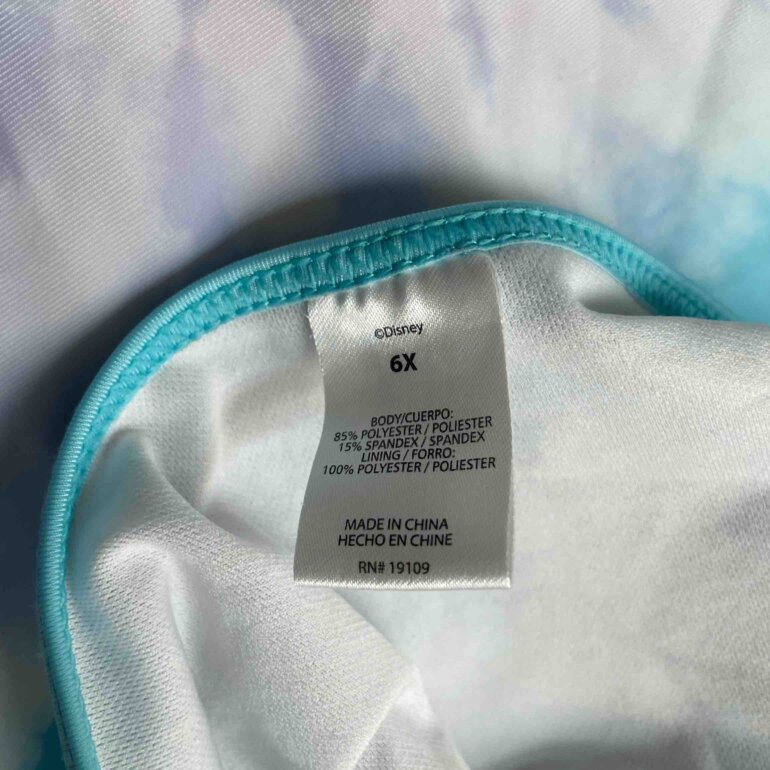 ©Disney
6X
BODY/CUERPO:
85% POLYESTER / POLIESTER
15% SPANDEX / SPANDEX
LINING / FORRO:
100% POLYESTER / POLIESTER
MADE IN CHINA
HECHO EN CHINE
RN# 19109